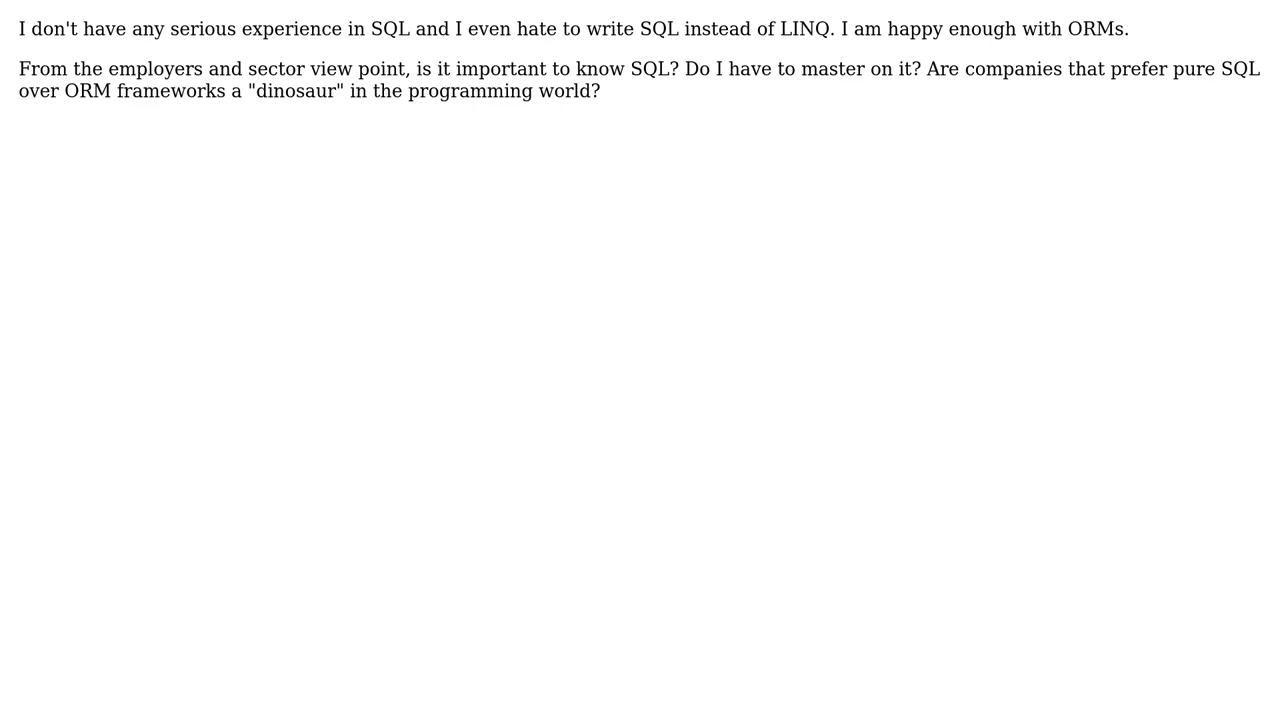 I don't have any serious experience in SQL and I even hate to write SQL instead of LINQ. I am happy enough with ORMs.
From the employers and sector view point, is it important to know SQL? Do I have to master on it? Are companies that prefer pure SQL
over ORM frameworks a "dinosaur" in the programming world?